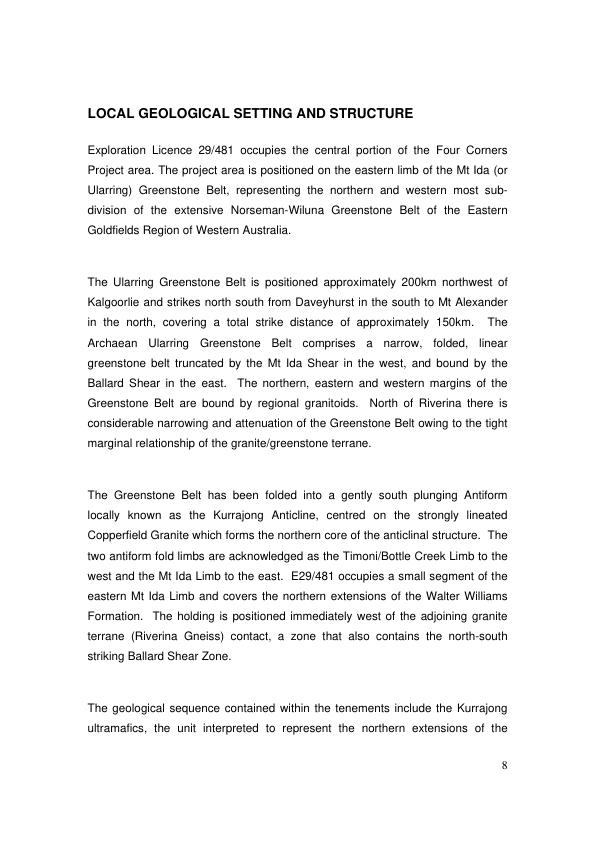 LOCAL GEOLOGICAL SETTING AND STRUCTURE
Exploration Licence 29/481 occupies the central portion of the Four Corners
Project area. The project area is positioned on the eastern limb of the Mt Ida (or
Ularring) Greenstone Belt, representing the northern and western most sub-
division of the extensive Norseman-Wiluna Greenstone Belt of the Eastern
Goldfields Region of Western Australia.
The Ularring Greenstone Belt is positioned approximately 200km northwest of
Kalgoorlie and strikes north south from Daveyhurst in the south to Mt Alexander
in the north, covering a total strike distance of approximately 150km. The
Archaean Ularring Greenstone Belt comprises a narrow, folded, linear
greenstone belt truncated by the Mt Ida Shear in the west, and bound by the
Ballard Shear in the east. The northern, eastern and western margins of the
Greenstone Belt are bound by regional granitoids. North of Riverina there is
considerable narrowing and attenuation of the Greenstone Belt owing to the tight
marginal relationship of the granite/greenstone terrane.
The Greenstone Belt has been folded into a gently south plunging Antiform
locally known as the Kurrajong Anticline, centred on the strongly lineated
Copperfield Granite which forms the northern core of the anticlinal structure. The
two antiform fold limbs are acknowledged as the Timoni/Bottle Creek Limb to the
west and the Mt Ida Limb to the east. E29/481 occupies a small segment of the
eastern Mt Ida Limb and covers the northern extensions of the Walter Williams
Formation. The holding is positioned immediately west of the adjoining granite
terrane (Riverina Gneiss) contact, a zone that also contains the north-south
striking Ballard Shear Zone.
The geological sequence contained within the tenements include the Kurrajong
ultramafics, the unit interpreted to represent the northern extensions of the
8